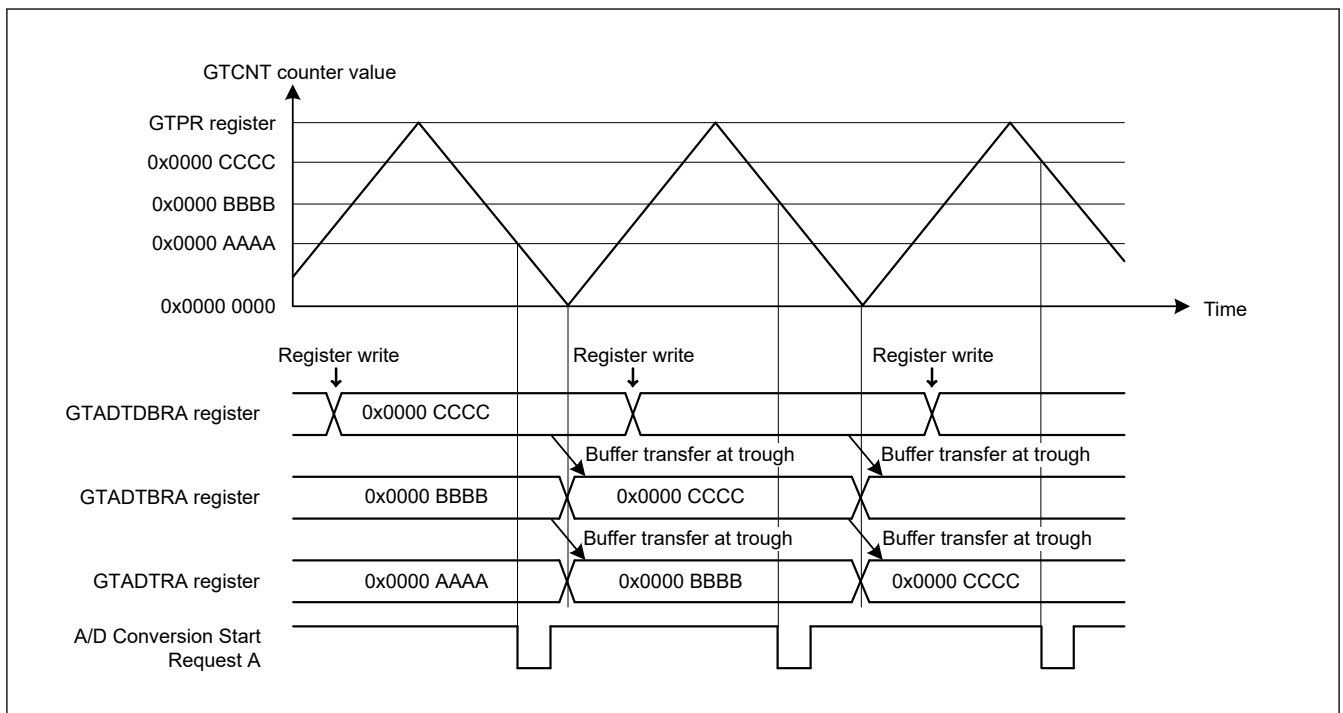 GTCNT counter value
GTPR register
0x0000 CCCC
0x0000 BBBB
0x0000 AAAA
0x0000 0000
Time
Register write
Register write
Register write
GTADTDBRA register
0x0000 CCCC
Buffer transfer at trough
Buffer transfer at trough
GTADTBRA register
0x0000 BBBB
0x0000 CCCC
Buffer transfer at trough
Buffer transfer at trough
GTADTRA register
0x0000 AAAA
0x0000 BBBB
0x0000 CCCC
A/D Conversion Start
Request A